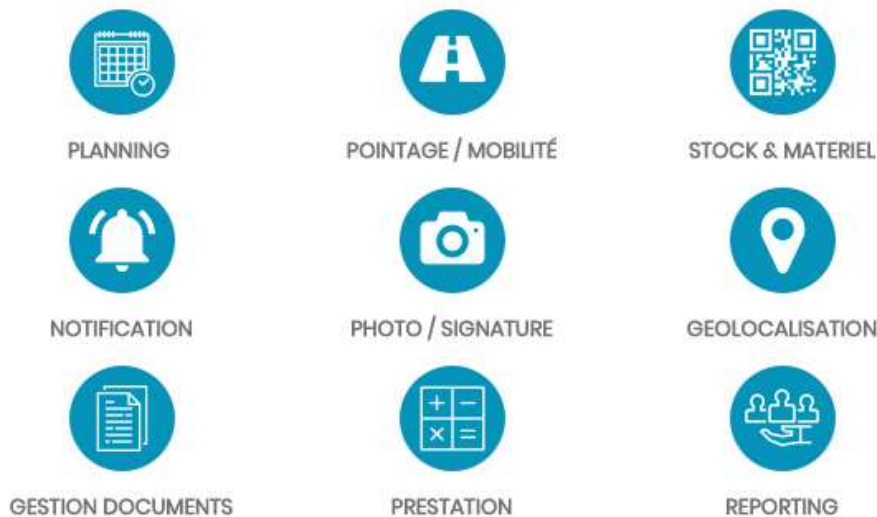 PLANNING
POINTAGE / MOBILITÉ
STOCK & MATERIEL
NOTIFICATION
PHOTO / SIGNATURE
GEOLOCALISATION
GESTION DOCUMENTS
PRESTATION
REPORTING